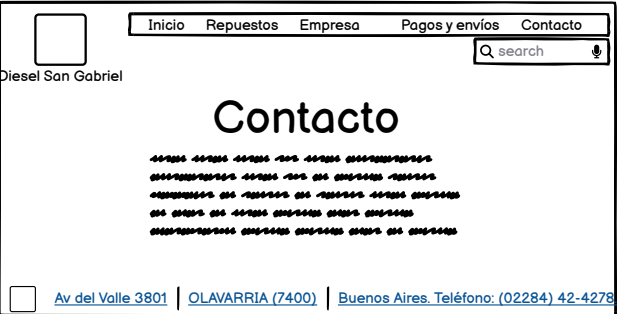 Inicio Repuestos Empresa Pagos y envíos Contacto
search
Diesel San Gabriel
Contacto
Av del Valle 3801 OLAVARRIA (7400) Buenos Aires. Teléfono: (02284) 42-4278